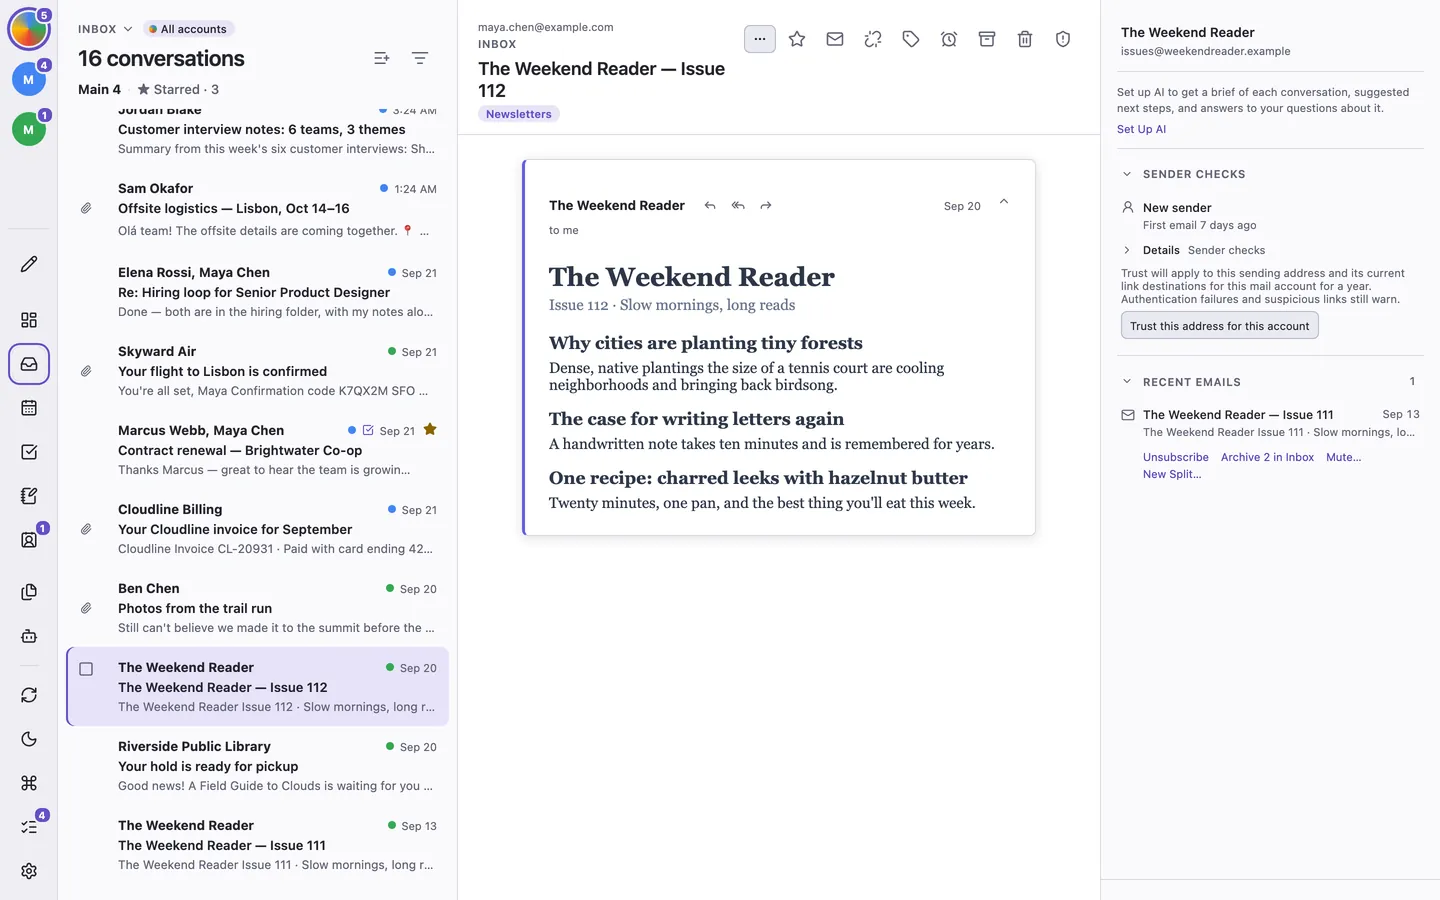 5
M
4
M
1
1
4
INBOX
All accounts
16 conversations
Main 4 · Starred · 3
Jordan Blake 3:24 AM
Customer interview notes: 6 teams, 3 themes
Summary from this week's six customer interviews: Sh...
Sam Okafor 1:24 AM
Offsite logistics — Lisbon, Oct 14–16
Olá team! The offsite details are coming together. 📍 ...
Elena Rossi, Maya Chen Sep 21
Re: Hiring loop for Senior Product Designer
Done — both are in the hiring folder, with my notes alo...
Skyward Air Sep 21
Your flight to Lisbon is confirmed
You're all set, Maya Confirmation code K7QX2M SFO ...
Marcus Webb, Maya Chen Sep 21
Contract renewal — Brightwater Co-op
Thanks Marcus — great to hear the team is growin...
Cloudline Billing Sep 21
Your Cloudline invoice for September
Cloudline Invoice CL-20931 · Paid with card ending 42...
Ben Chen Sep 20
Photos from the trail run
Still can't believe we made it to the summit before the ...
The Weekend Reader Sep 20
The Weekend Reader — Issue 112
The Weekend Reader Issue 112 · Slow mornings, long r...
Riverside Public Library Sep 20
Your hold is ready for pickup
Good news! A Field Guide to Clouds is waiting for you ...
The Weekend Reader Sep 13
The Weekend Reader — Issue 111
The Weekend Reader Issue 111 · Slow mornings, long r...
maya.chen@example.com
INBOX
The Weekend Reader — Issue
112
Newsletters
The Weekend Reader Sep 20
to me
The Weekend Reader
Issue 112 · Slow mornings, long reads
Why cities are planting tiny forests
Dense, native plantings the size of a tennis court are cooling
neighborhoods and bringing back birdsong.
The case for writing letters again
A handwritten note takes ten minutes and is remembered for years.
One recipe: charred leeks with hazelnut butter
Twenty minutes, one pan, and the best thing you'll eat this week.
The Weekend Reader
issues@weekendreader.example
Set up AI to get a brief of each conversation, suggested
next steps, and answers to your questions about it.
Set Up AI
SENDER CHECKS
New sender
First email 7 days ago
Details Sender checks
Trust will apply to this sending address and its current
link destinations for this mail account for a year.
Authentication failures and suspicious links still warn.
Trust this address for this account
RECENT EMAILS 1
The Weekend Reader — Issue 111 Sep 13
The Weekend Reader Issue 111 · Slow mornings, lo...
Unsubscribe Archive 2 in Inbox Mute...
New Split...